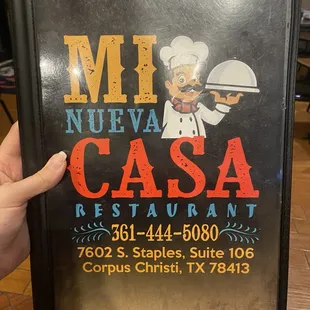 MI
NUEVA
CASA
RESTAURANT
361-444-5080
7602 S. Staples, Suite 106
Corpus Christi, TX 78413